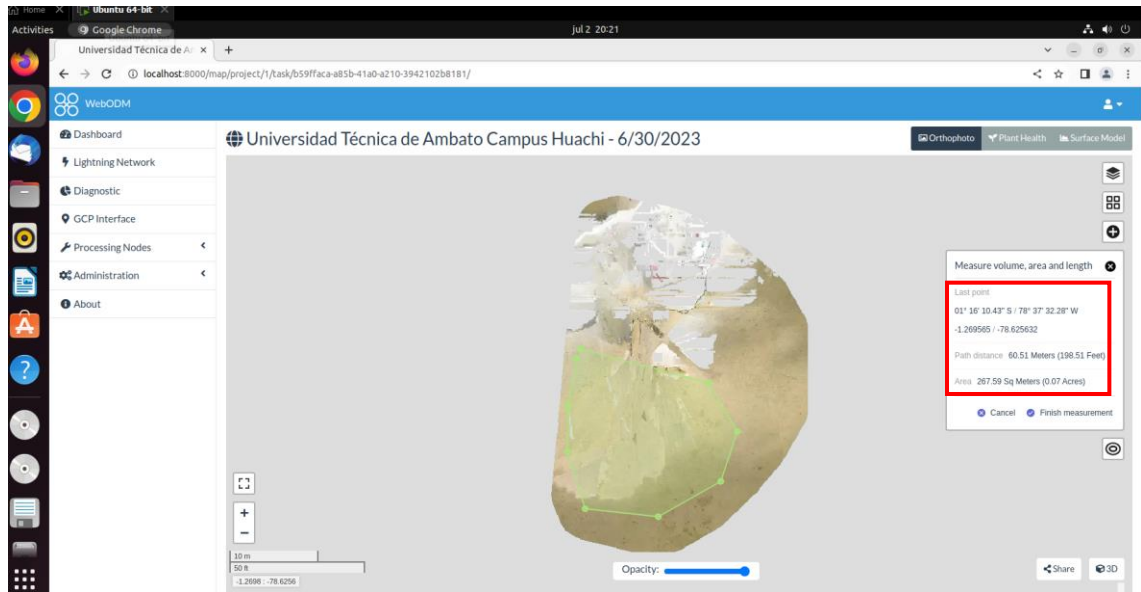 Home
Ubuntu 64-bit
Activities
Google Chrome
jul 2 20:21
Universidad Técnica de A
localhost:8000/map/project/1/task/b59ffaca-a85b-41a0-a210-3942102b8181/
WebODM
Dashboard
Universidad Técnica de Ambato Campus Huachi - 6/30/2023
Orthophoto
Plant Health
Surface Model
Lightning Network
Diagnostic
GCP Interface
Processing Nodes
Administration
About
Measure volume, area and length
Last point
01° 16' 10.43" S / 78° 37' 32.28" W
-1.269565 / -78.625632
Path distance 60.51 Meters (198.51 Feet)
Area 267.59 Sq Meters (0.07 Acres)
Cancel
Finish measurement
+
−
10 m
50 ft
-1.2698 : -78.6256
Opacity:
Share
3D